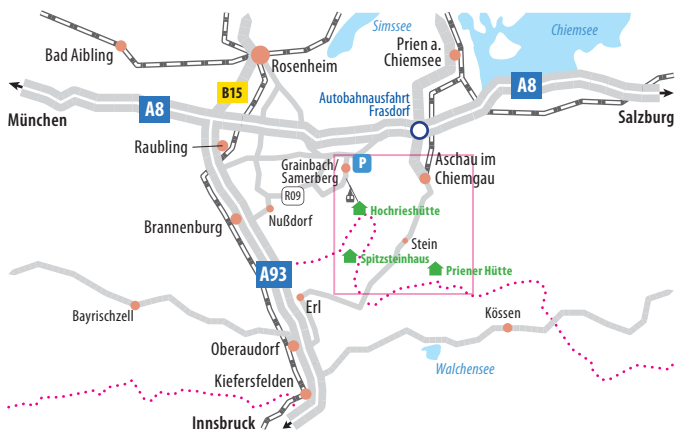 Simssee
Chiemsee
Prien a.
Chiemsee
Bad Aibling
Rosenheim
B15
A8
A8
Autobahnausfahrt
Frasdorf
München
Salzburg
Raubling
Grainbach/
Samerberg
P
Aschau im
Chiemgau
R09
Nußdorf
Hochrieshütte
Brannenburg
Stein
Spitzsteinhaus
Priener Hütte
A93
Erl
Bayrischzell
Kössen
Oberaudorf
Walchensee
Kiefersfelden
Innsbruck